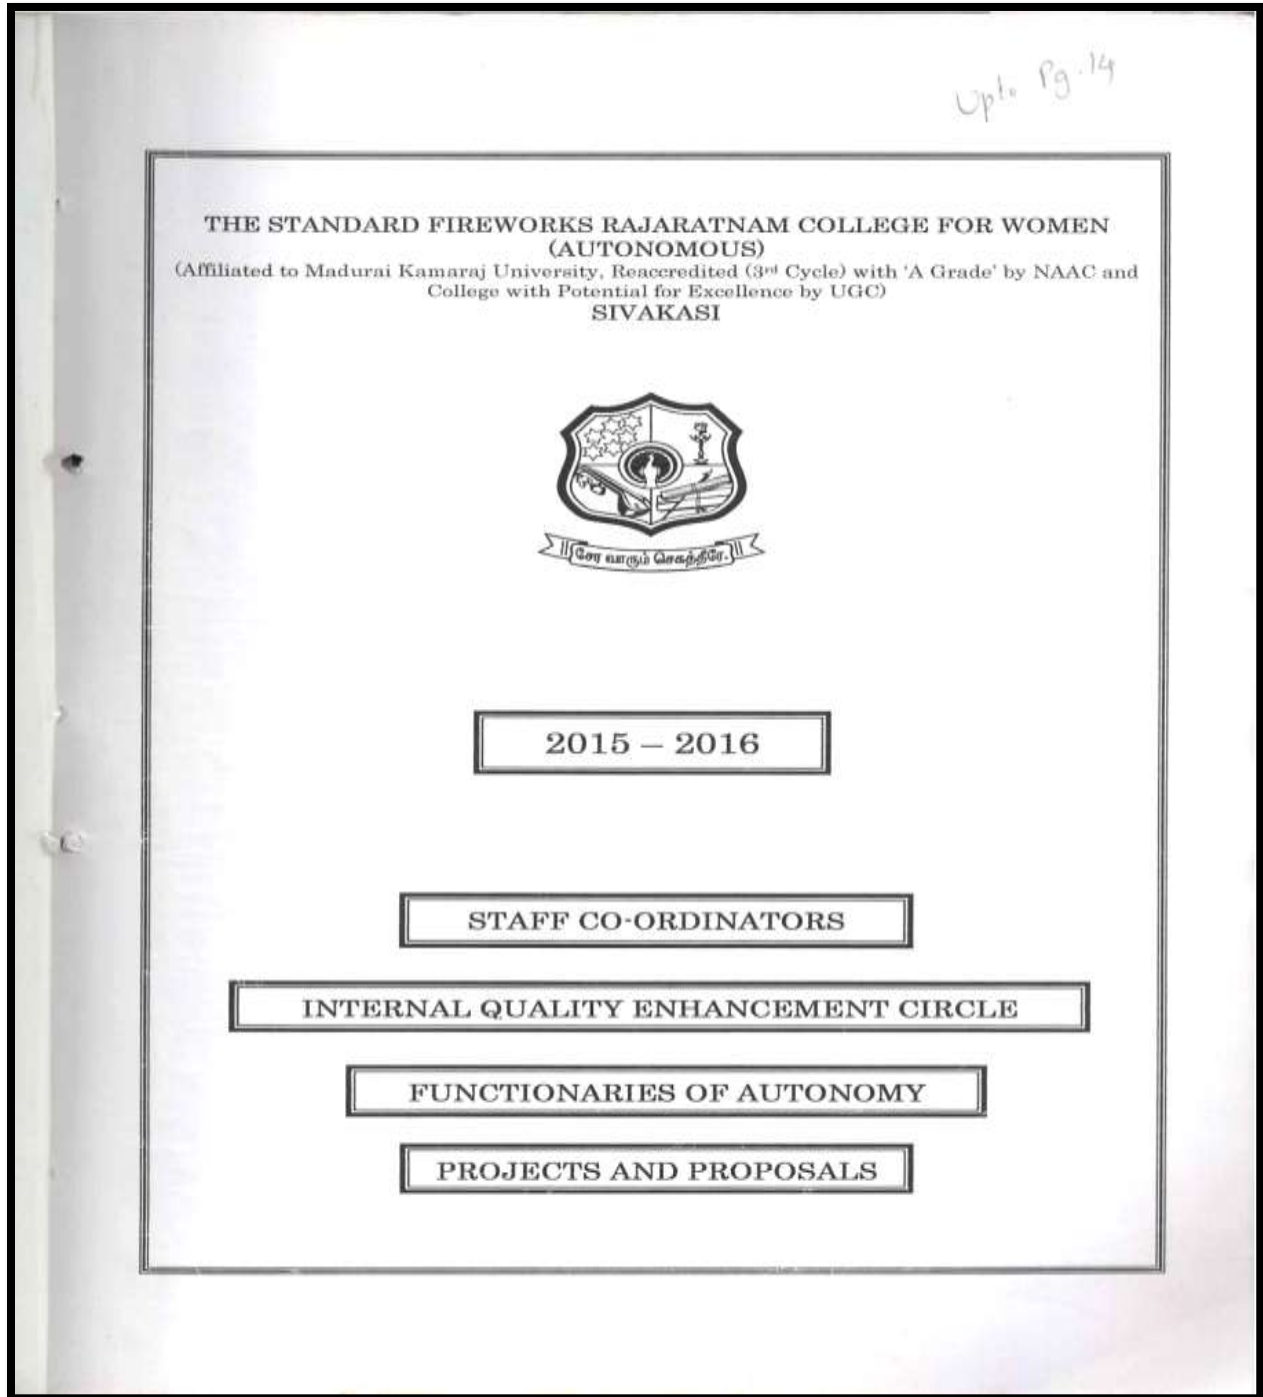 Upto Pg.14
THE STANDARD FIREWORKS RAJARATNAM COLLEGE FOR WOMEN
(AUTONOMOUS)
(Affiliated to Madurai Kamaraj University, Reaccredited (3rd Cycle) with 'A Grade' by NAAC and
College with Potential for Excellence by UGC)
SIVAKASI
சேர வாரும் செகத்தீரே.
2015 – 2016
STAFF CO-ORDINATORS
INTERNAL QUALITY ENHANCEMENT CIRCLE
FUNCTIONARIES OF AUTONOMY
PROJECTS AND PROPOSALS